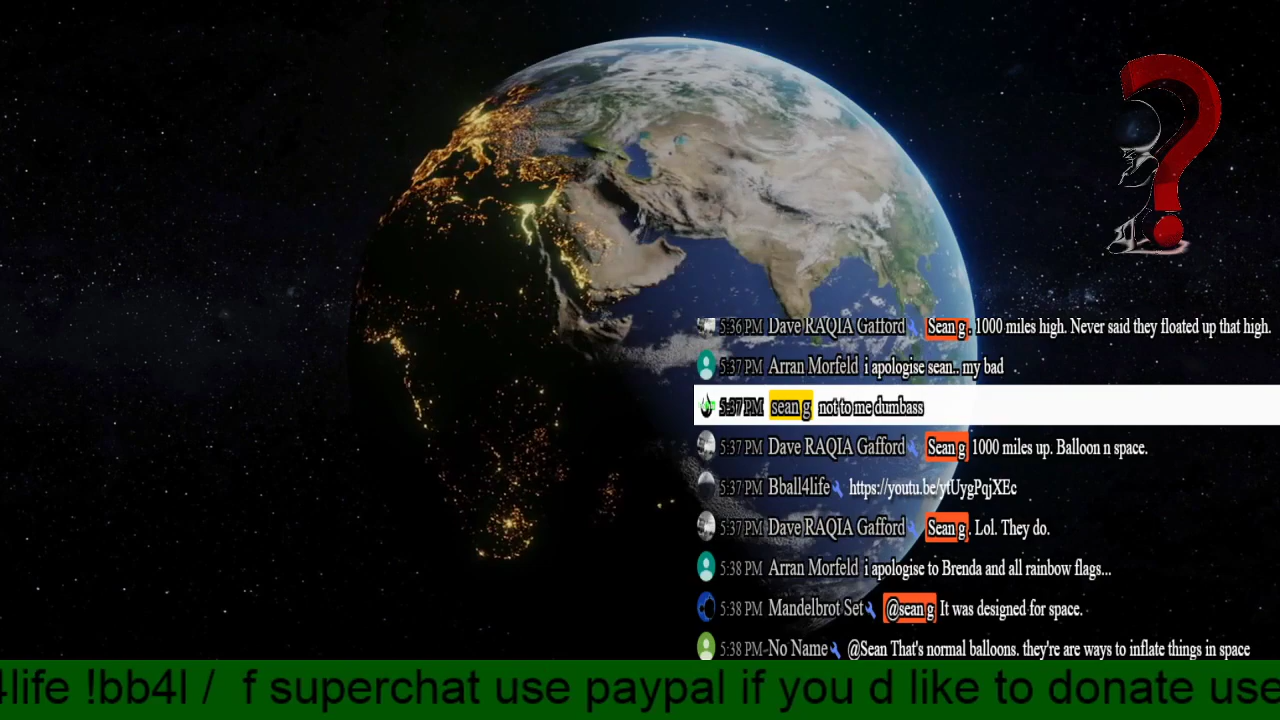 5:36 PM Dave RAQIA Gafford Sean g. 1000 miles high. Never said they floated up that high.
5:37 PM Arran Morfeld i apologise sean.. my bad
5:37 PM sean g not to me dumbass
5:37 PM Dave RAQIA Gafford Sean g 1000 miles up. Balloon n space.
5:37 PM Bball4life https://youtu.be/ytUygPqjXEc
5:37 PM Dave RAQIA Gafford Sean g. Lol. They do.
5:38 PM Arran Morfeld i apologise to Brenda and all rainbow flags...
5:38 PM Mandelbrot Set @sean g It was designed for space.
5:38 PM No Name @Sean That's normal balloons. they're are ways to inflate things in space
4life !bb4l / f superchat use paypal if you d like to donate use